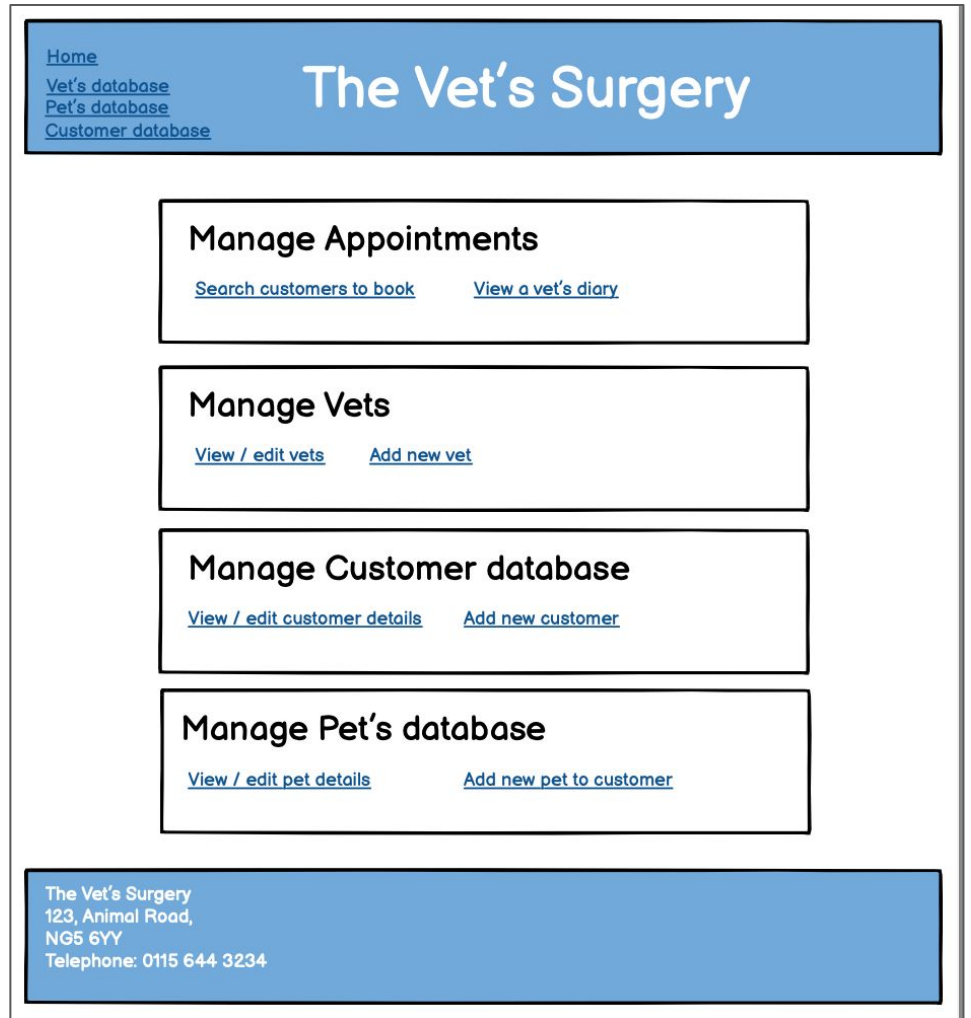 Home
Vet's database
Pet's database
Customer database
The Vet's Surgery
Manage Appointments
Search customers to book View a vet's diary
Manage Vets
View / edit vets Add new vet
Manage Customer database
View / edit customer details Add new customer
Manage Pet's database
View / edit pet details Add new pet to customer
The Vet's Surgery
123, Animal Road,
NG5 6YY
Telephone: 0115 644 3234